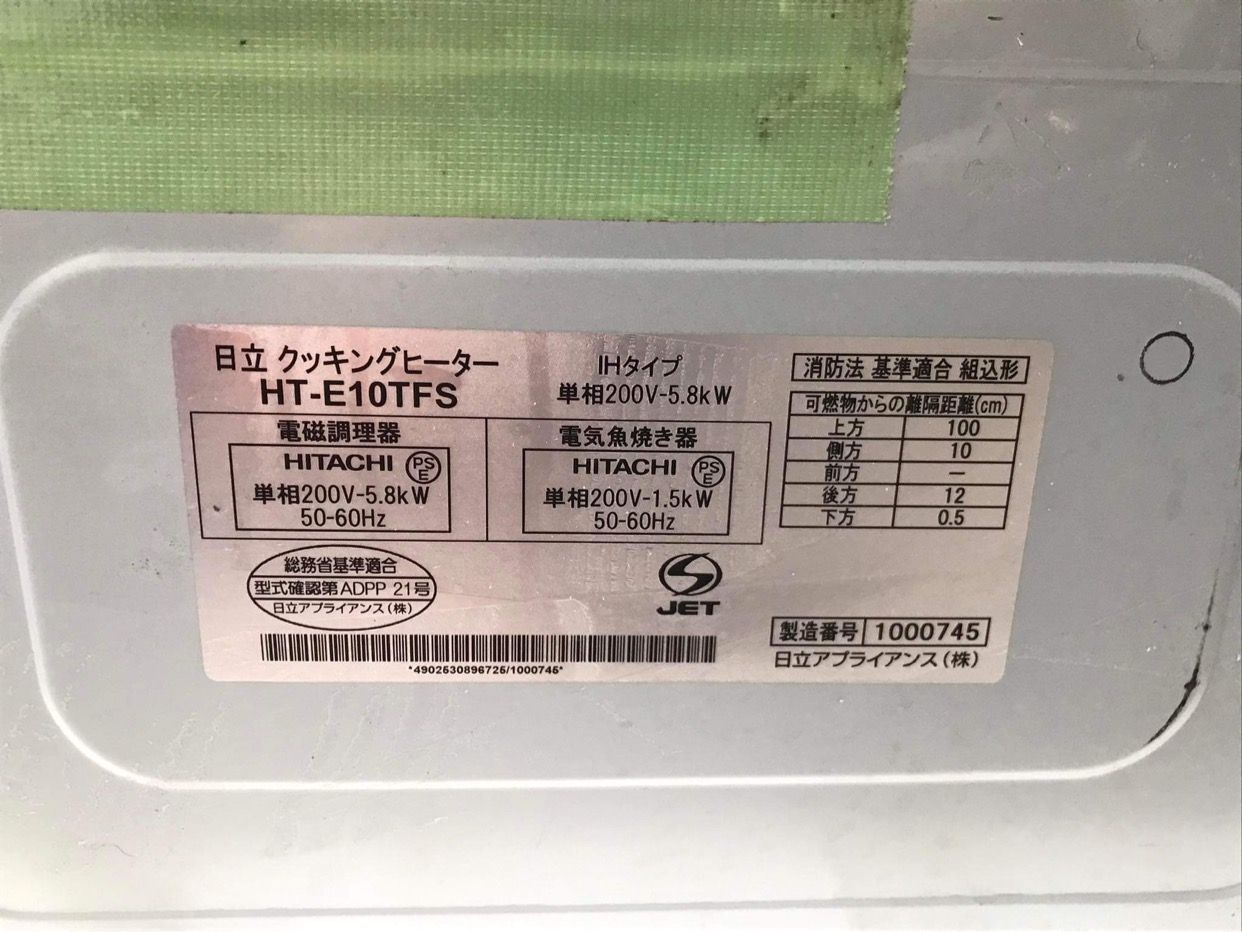 日立 クッキングヒーター
HT-E10TFS
IHタイプ
単相200V-5.8kW
電磁調理器
HITACHI
PS
E
単相200V-5.8kW
50-60Hz
電気魚焼き器
HITACHI
PS
E
単相200V-1.5kW
50-60Hz
消防法 基準適合 組込形
可燃物からの離隔距離(cm)
上方 100
側方 10
前方 －
後方 12
下方 0.5
総務省基準適合
型式確認第ADPP 21号
日立アプライアンス(株)
JET
*4902530896725/1000745*
製造番号 1000745
日立アプライアンス(株)